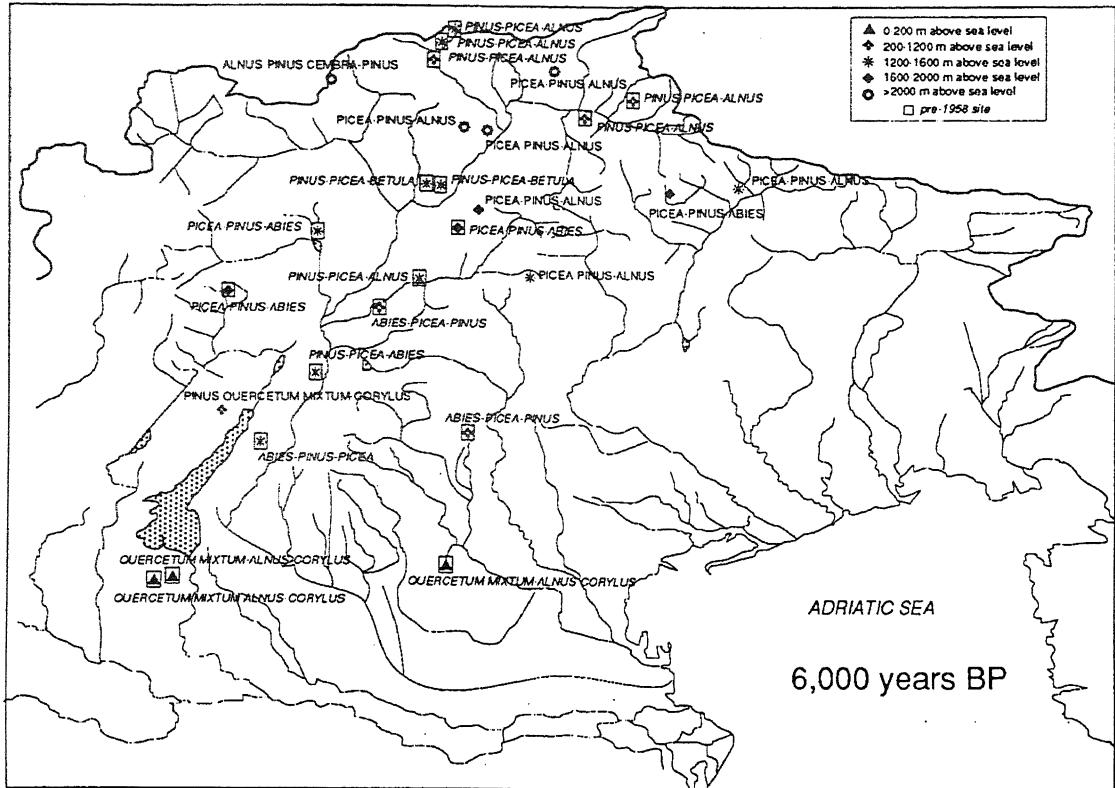 PINUS-PICEA-ALNUS
PINUS-PICEA-ALNUS
PINUS-PICEA-ALNUS
ALNUS PINUS CEMBRA-PINUS
PICEA-PINUS ALNUS
PINUS-PICEA-ALNUS
PICEA-PINUS-ALNUS
PINUS-PICEA-ALNUS
PICEA PINUS-ALNUS
PINUS-PICEA-BETULA
PINUS-PICEA-BETULA
PICEA-PINUS-ALNUS
PICEA-PINUS-ALNUS
PICEA-PINUS-ABIES
PICEA-PINUS-ABIES
PICEA-PINUS-ABIES
PINUS-PICEA-ALNUS
PICEA PINUS-ALNUS
PICEA-PINUS-ABIES
ABIES-PICEA-PINUS
PINUS-PICEA-ABIES
PINUS QUERCETUM MIXTUM-CORYLUS
ABIES-PICEA-PINUS
ABIES-PINUS-PICEA
QUERCETUM MIXTUM-ALNUS-CORYLUS
QUERCETUM MIXTUM-ALNUS-CORYLUS
QUERCETUM MIXTUM ALNUS-CORYLUS
ADRIATIC SEA
6,000 years BP
0-200 m above sea level
200-1200 m above sea level
1200-1600 m above sea level
1600-2000 m above sea level
>2000 m above sea level
pre-1958 site